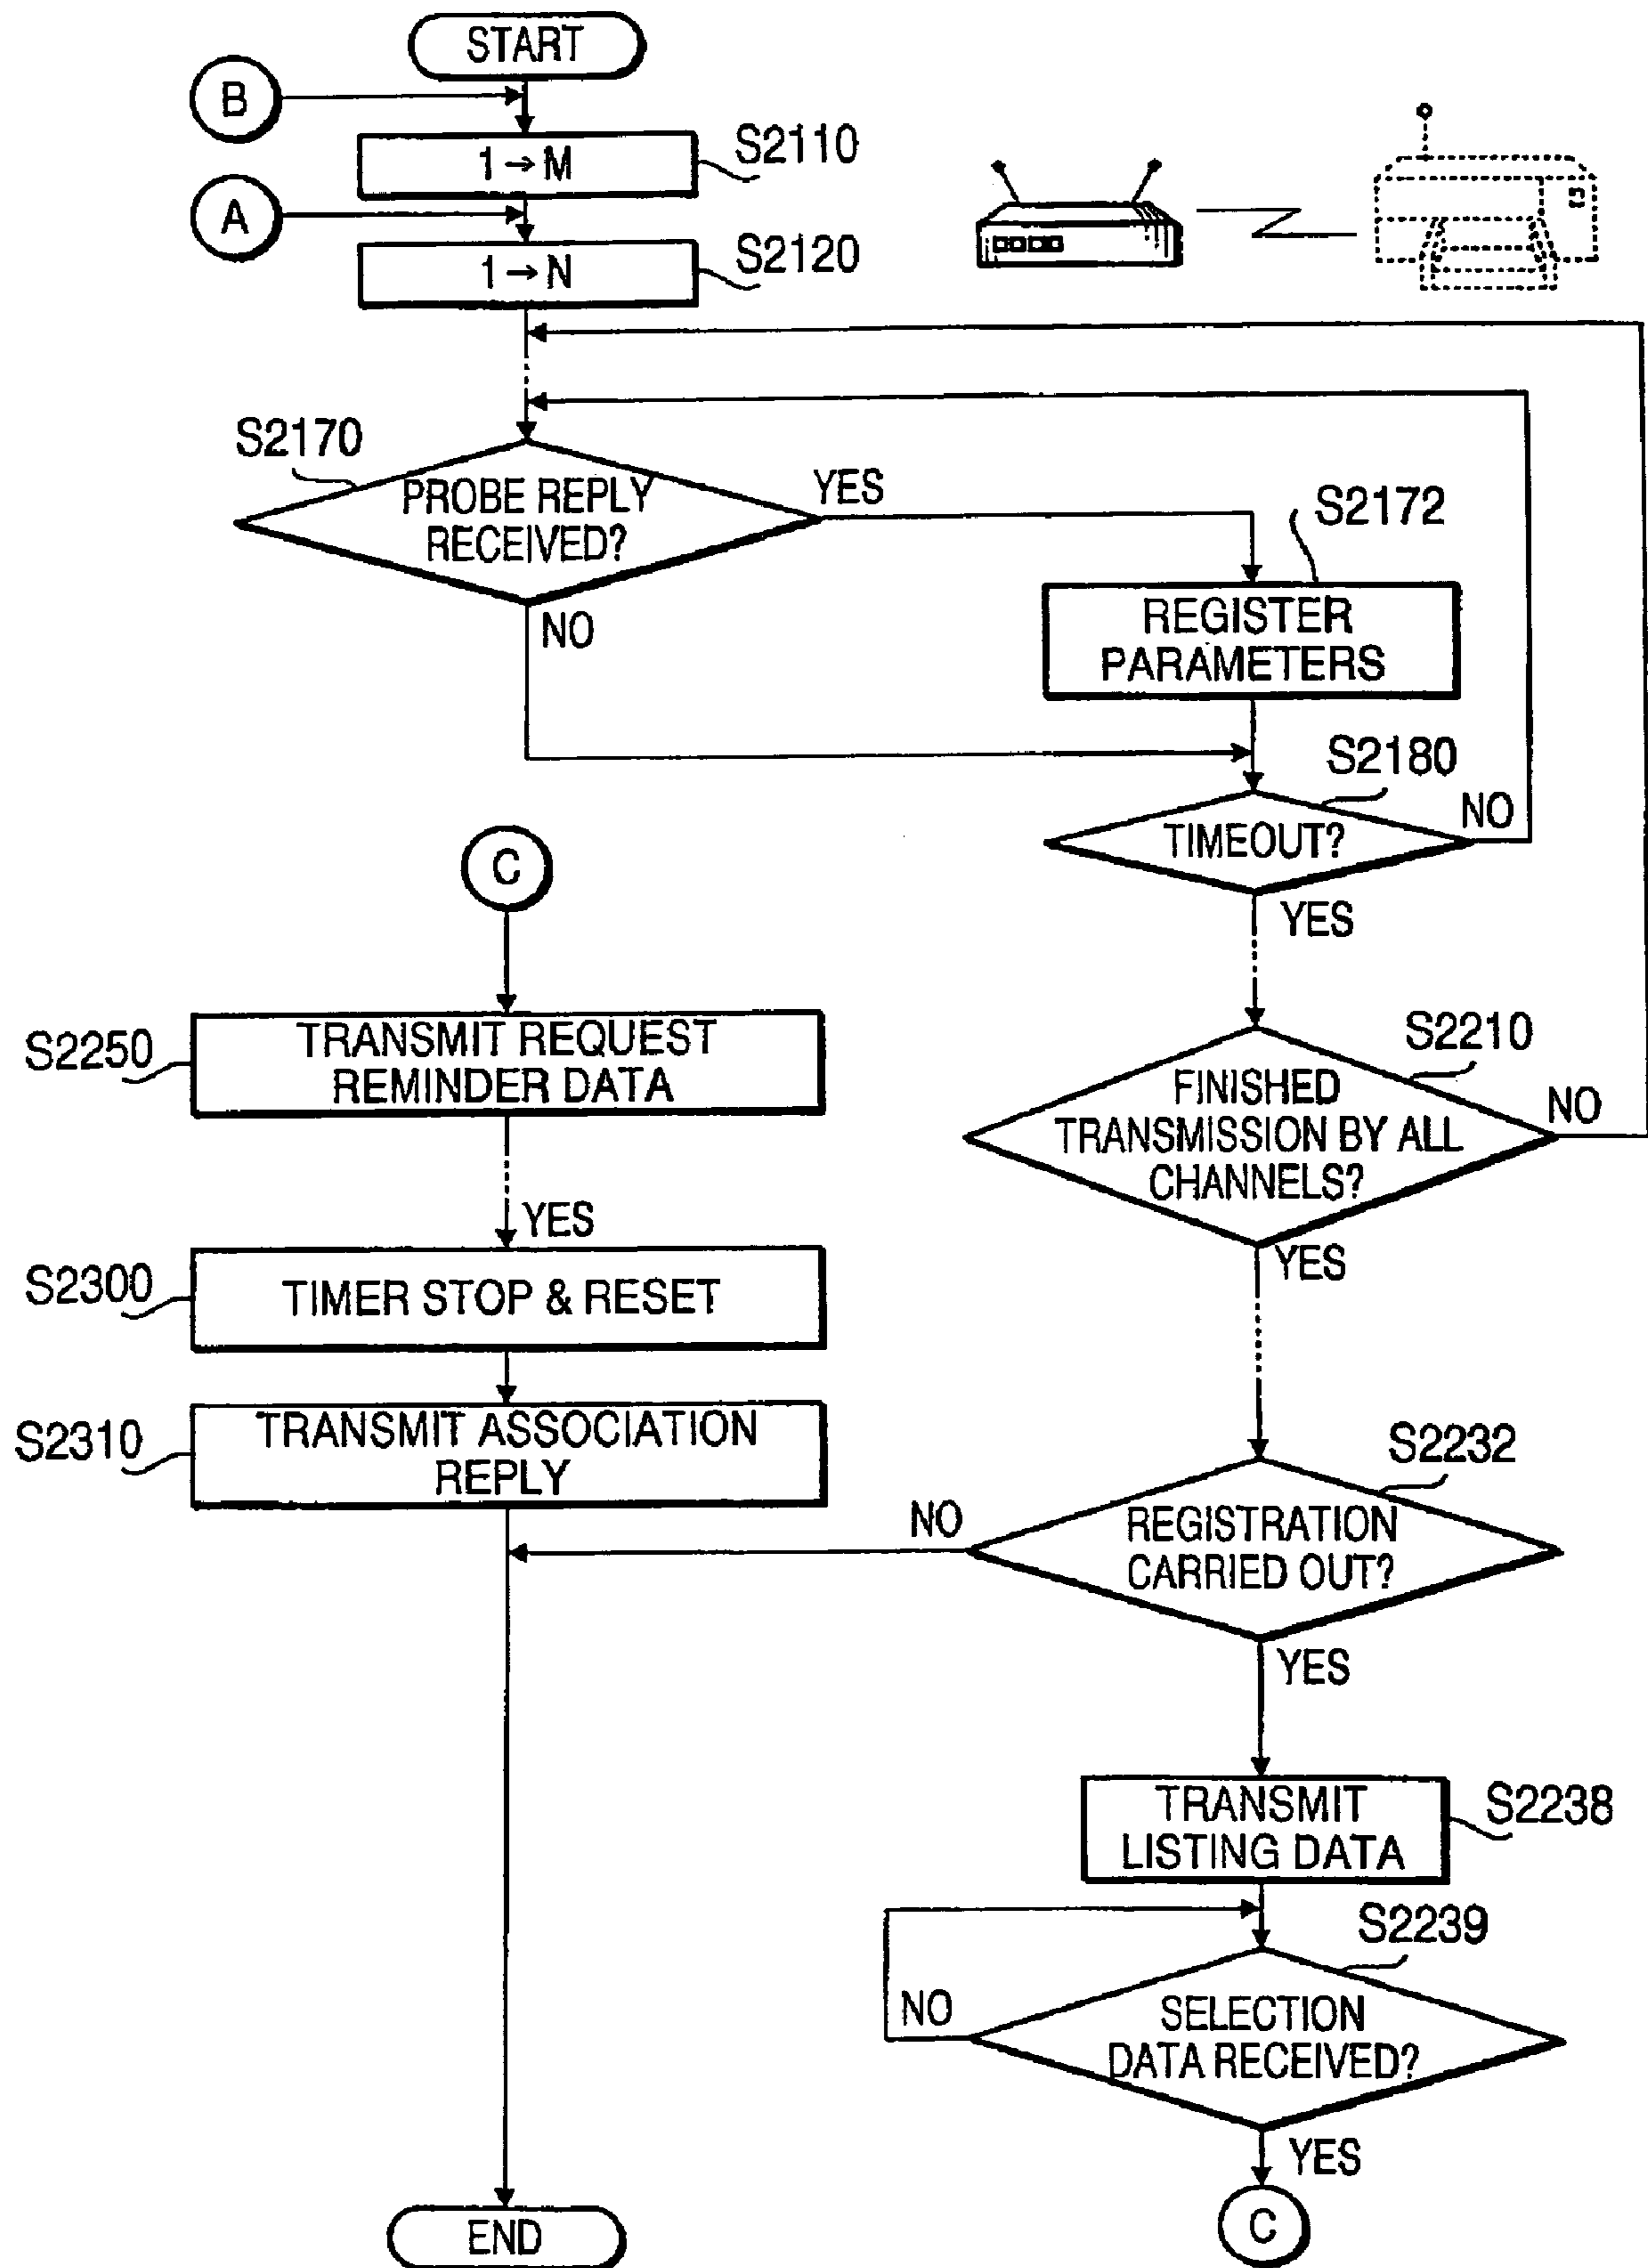 START
B
1→M
S2110
A
1→N
S2120
S2170
PROBE REPLY
RECEIVED?
YES
NO
S2172
REGISTER
PARAMETERS
S2180
TIMEOUT?
NO
YES
S2210
FINISHED
TRANSMISSION BY ALL
CHANNELS?
NO
YES
S2232
REGISTRATION
CARRIED OUT?
NO
YES
TRANSMIT
LISTING DATA
S2238
S2239
SELECTION
DATA RECEIVED?
NO
YES
C
C
S2250
TRANSMIT REQUEST
REMINDER DATA
YES
S2300
TIMER STOP & RESET
S2310
TRANSMIT ASSOCIATION
REPLY
END